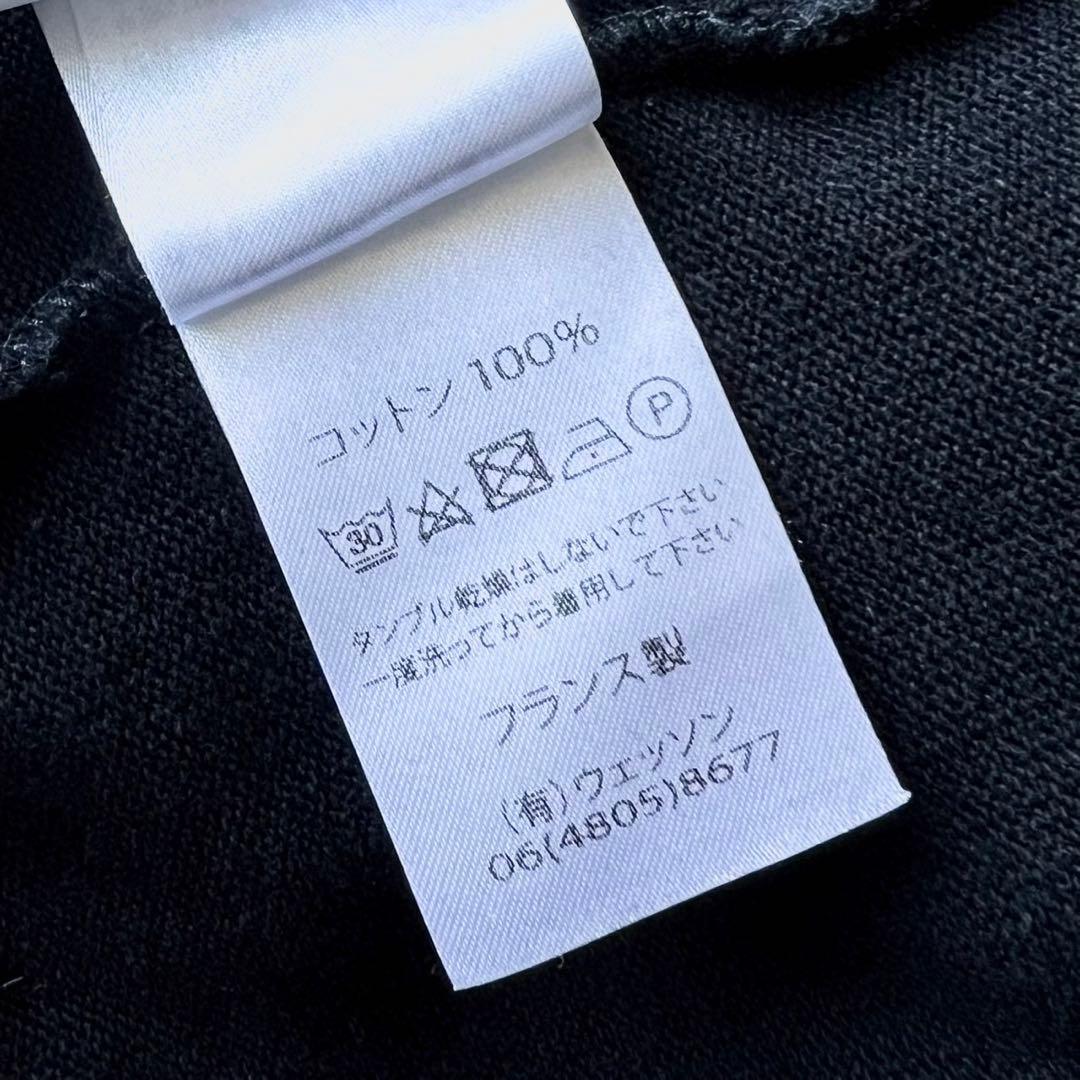 コットン 100%
30 P
タンブル乾燥はしないで下さい
一度洗ってから着用して下さい
フランス製
(有)ウェッソン
06(4805)8677